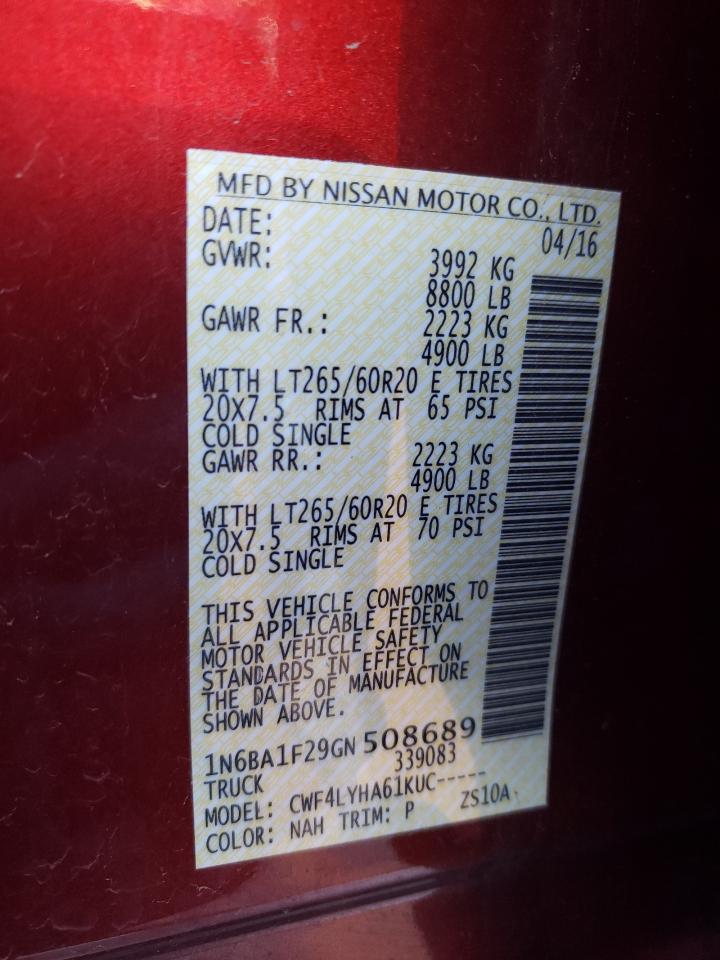 MFD BY NISSAN MOTOR CO., LTD.
DATE: 04/16
GVWR: 3992 KG
8800 LB
GAWR FR.: 2223 KG
4900 LB
WITH LT265/60R20 E TIRES
20X7.5 RIMS AT 65 PSI
COLD SINGLE
GAWR RR.: 2223 KG
4900 LB
WITH LT265/60R20 E TIRES
20X7.5 RIMS AT 70 PSI
COLD SINGLE
THIS VEHICLE CONFORMS TO
ALL APPLICABLE FEDERAL
MOTOR VEHICLE SAFETY
STANDARDS IN EFFECT ON
THE DATE OF MANUFACTURE
SHOWN ABOVE.
1N6BA1F29GN508689
TRUCK 339083
MODEL: CWF4LYHA61KUC-----
COLOR: NAH TRIM: P ZS10A